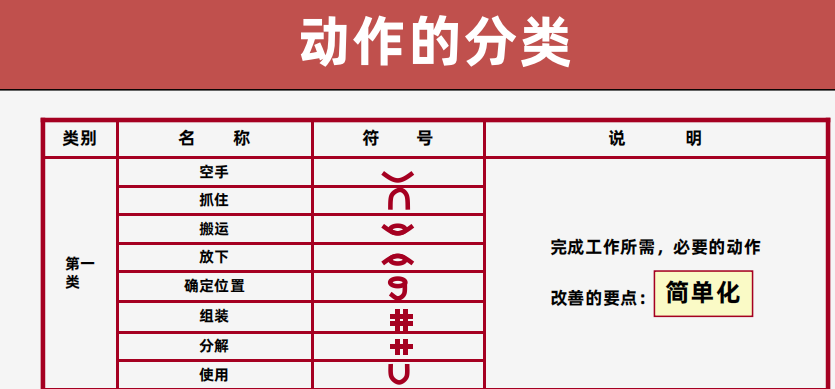 动作的分类
类别 名 称 符 号 说 明
空手
抓住
搬运
放下
确定位置
组装
分解
使用
第一
类
完成工作所需，必要的动作
改善的要点：简单化